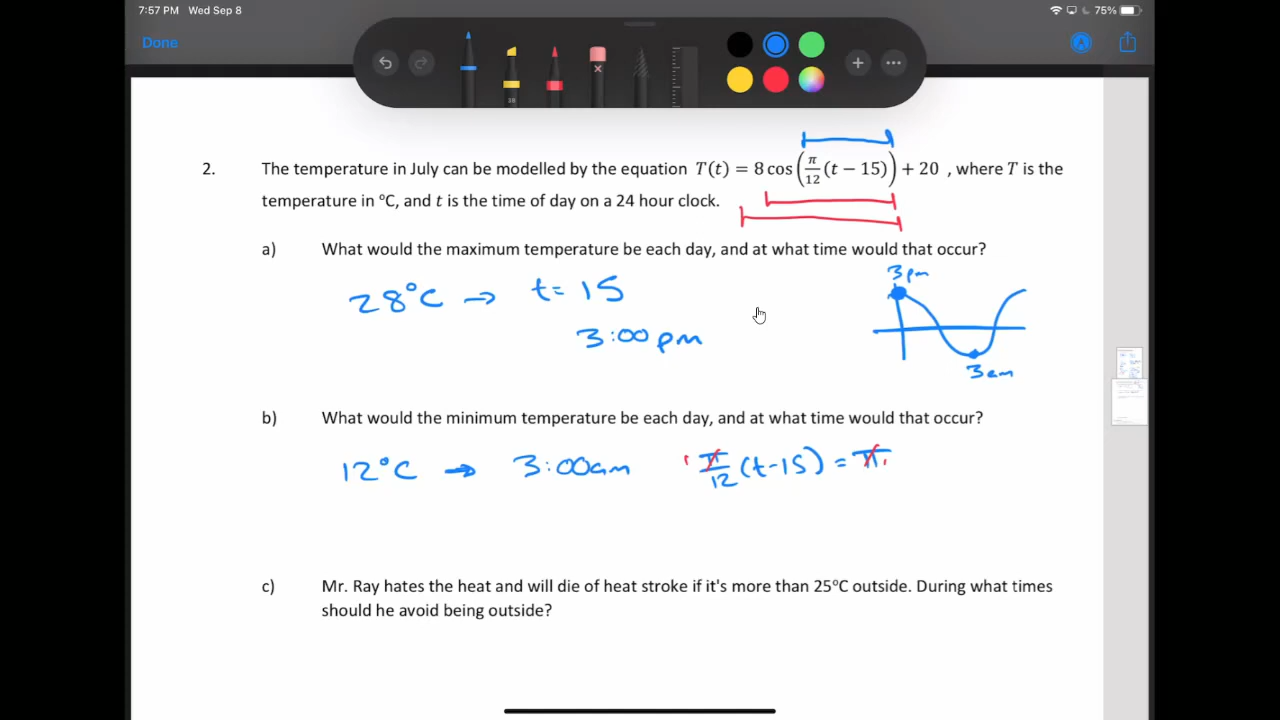 7:57 PM Wed Sep 8
75%
Done
2. The temperature in July can be modelled by the equation T(t) = 8 cos(π/12 (t − 15)) + 20 , where T is the
temperature in °C, and t is the time of day on a 24 hour clock.
a) What would the maximum temperature be each day, and at what time would that occur?
28°C → t = 15
3:00 pm
3pm
3am
b) What would the minimum temperature be each day, and at what time would that occur?
12°C → 3:00am 1 π/12 (t-15) = π 1
c) Mr. Ray hates the heat and will die of heat stroke if it's more than 25°C outside. During what times
should he avoid being outside?